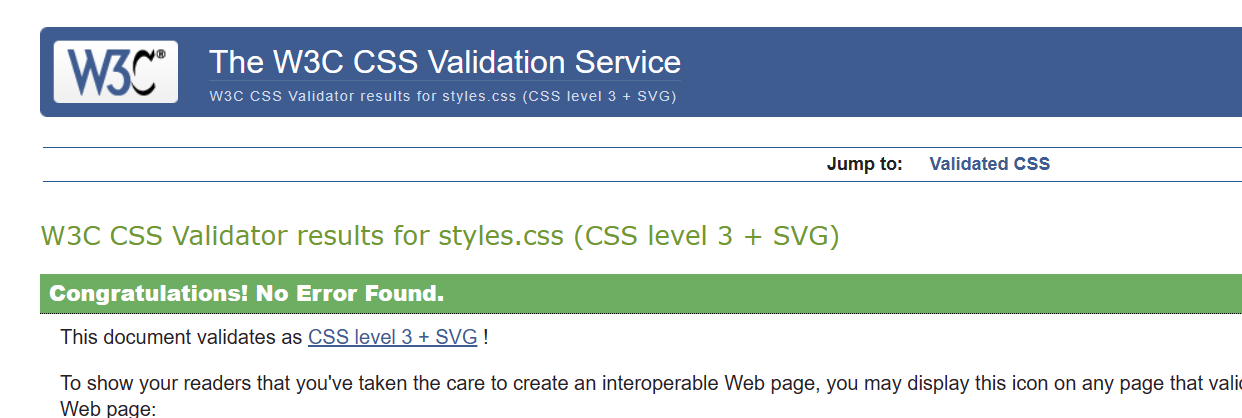 W3C®
The W3C CSS Validation Service
W3C CSS Validator results for styles.css (CSS level 3 + SVG)
Jump to: Validated CSS
W3C CSS Validator results for styles.css (CSS level 3 + SVG)
Congratulations! No Error Found.
This document validates as CSS level 3 + SVG !
To show your readers that you've taken the care to create an interoperable Web page, you may display this icon on any page that
Web page: